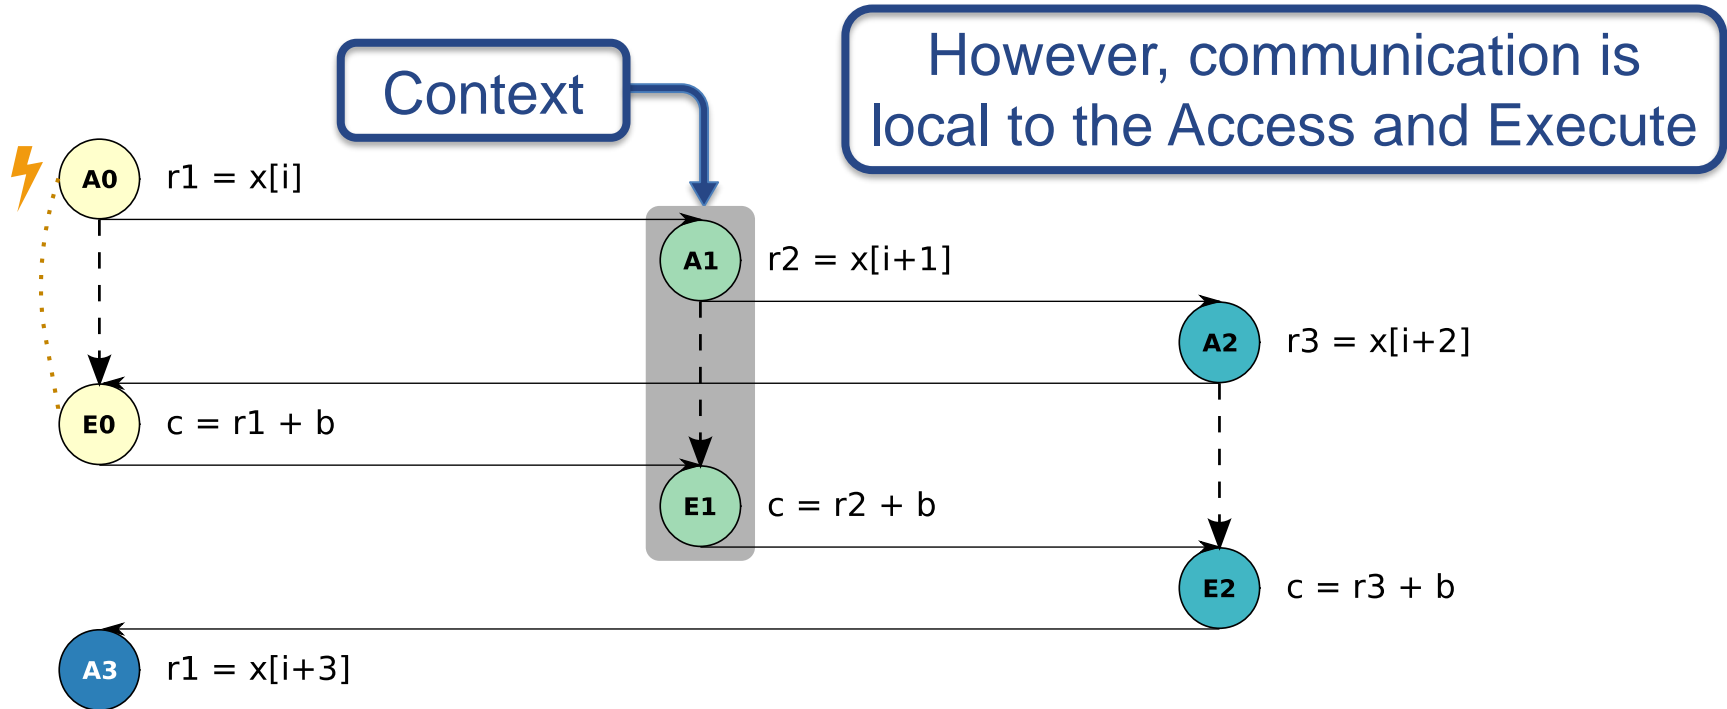 However, communication is
local to the Access and Execute
Context
A0 r1 = x[i]
A1 r2 = x[i+1]
A2 r3 = x[i+2]
E0 c = r1 + b
E1 c = r2 + b
E2 c = r3 + b
A3 r1 = x[i+3]